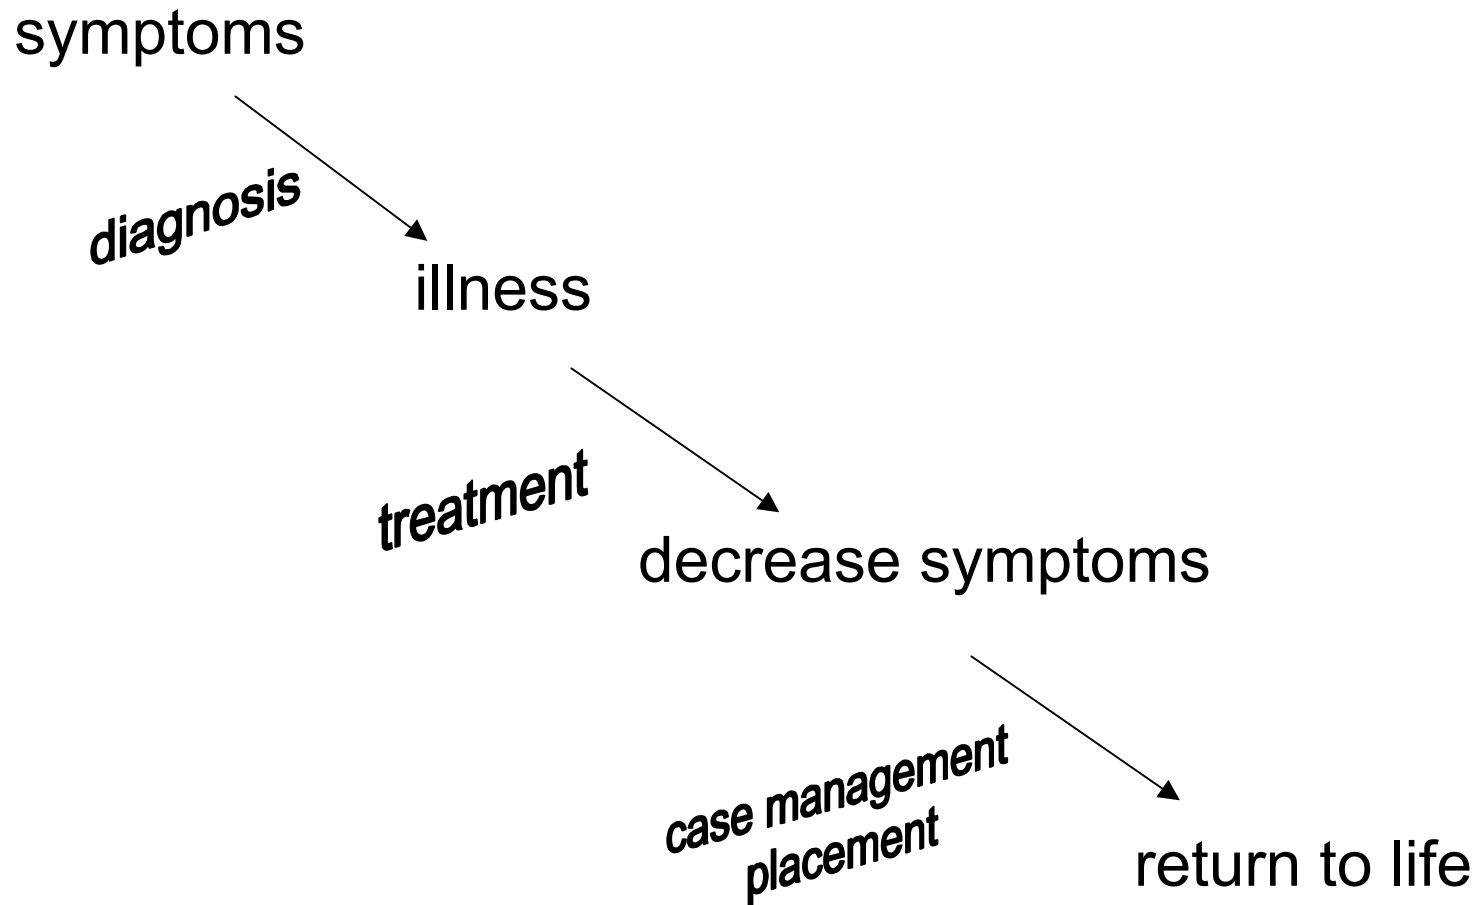 symptoms
diagnosis
illness
treatment
decrease symptoms
case management
placement
return to life